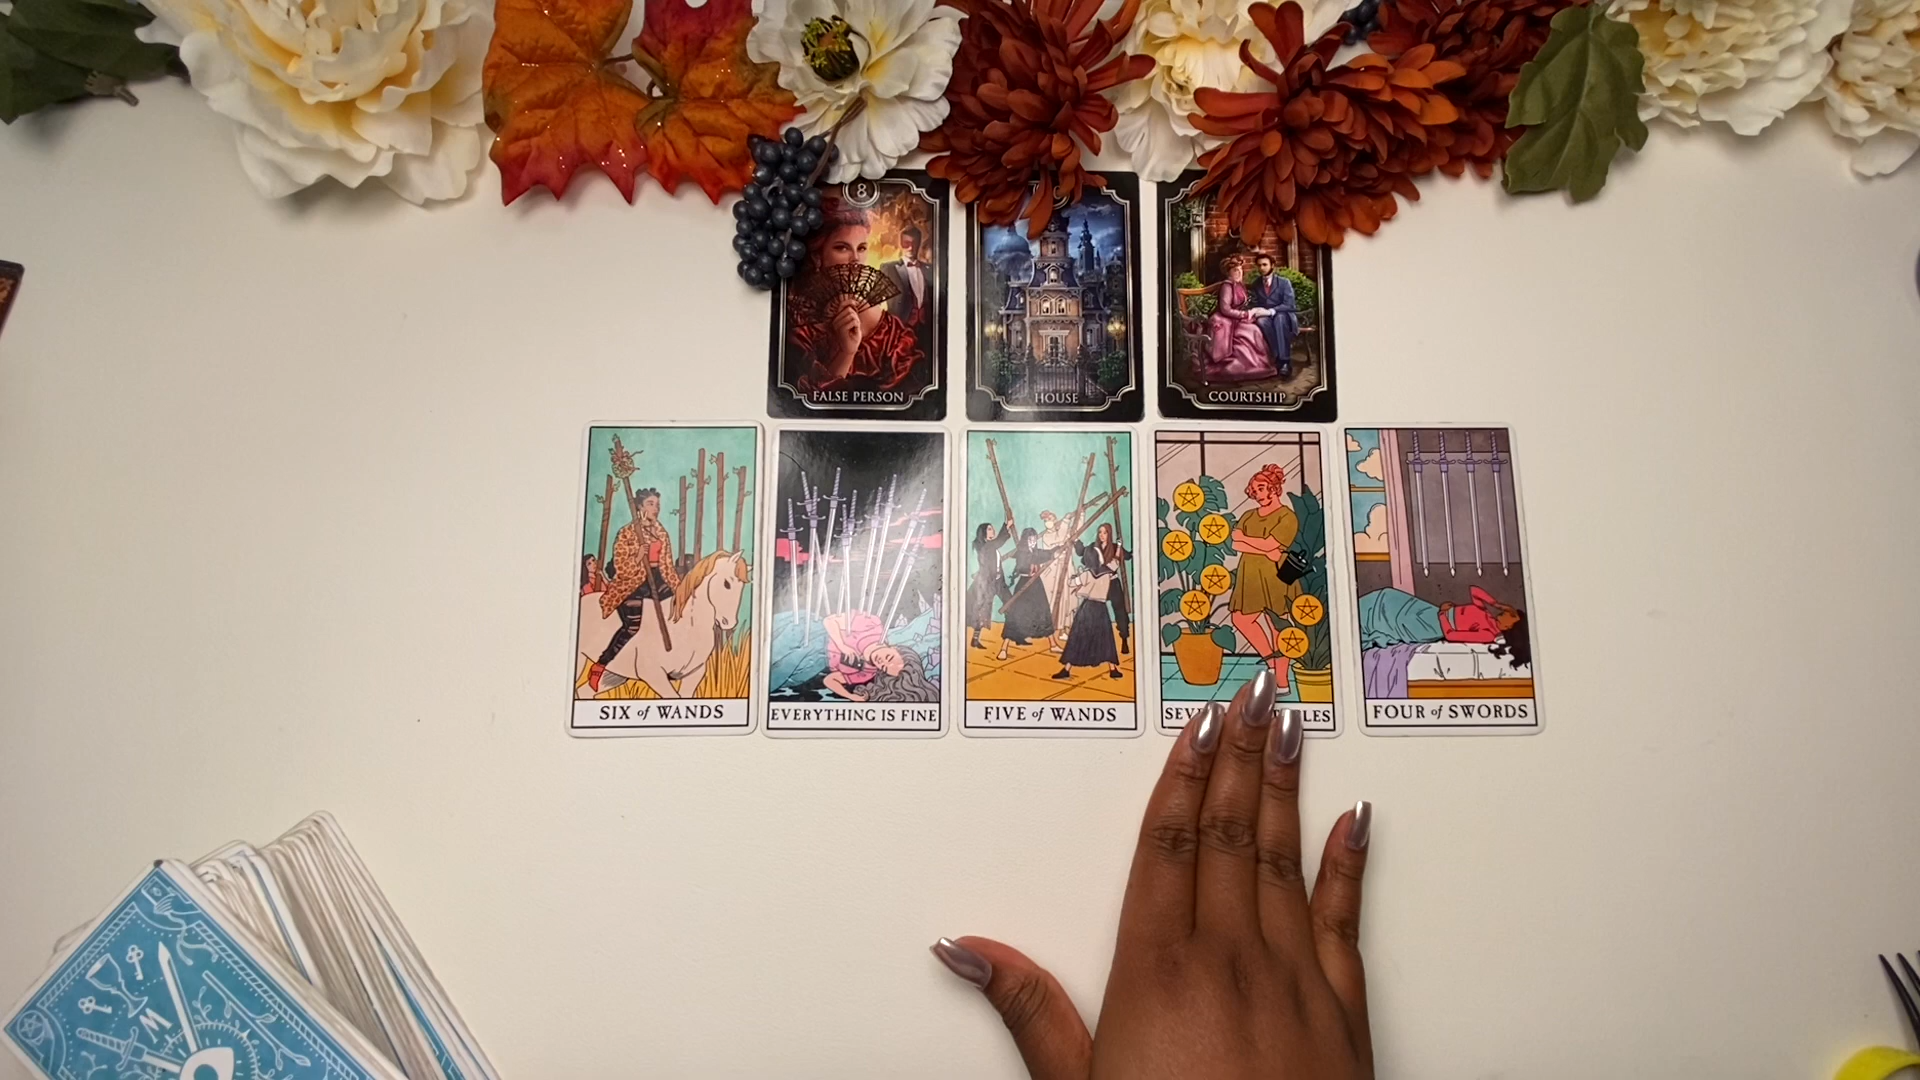 8
FALSE PERSON
HOUSE
COURTSHIP
SIX of WANDS
EVERYTHING IS FINE
FIVE of WANDS
FOUR of SWORDS